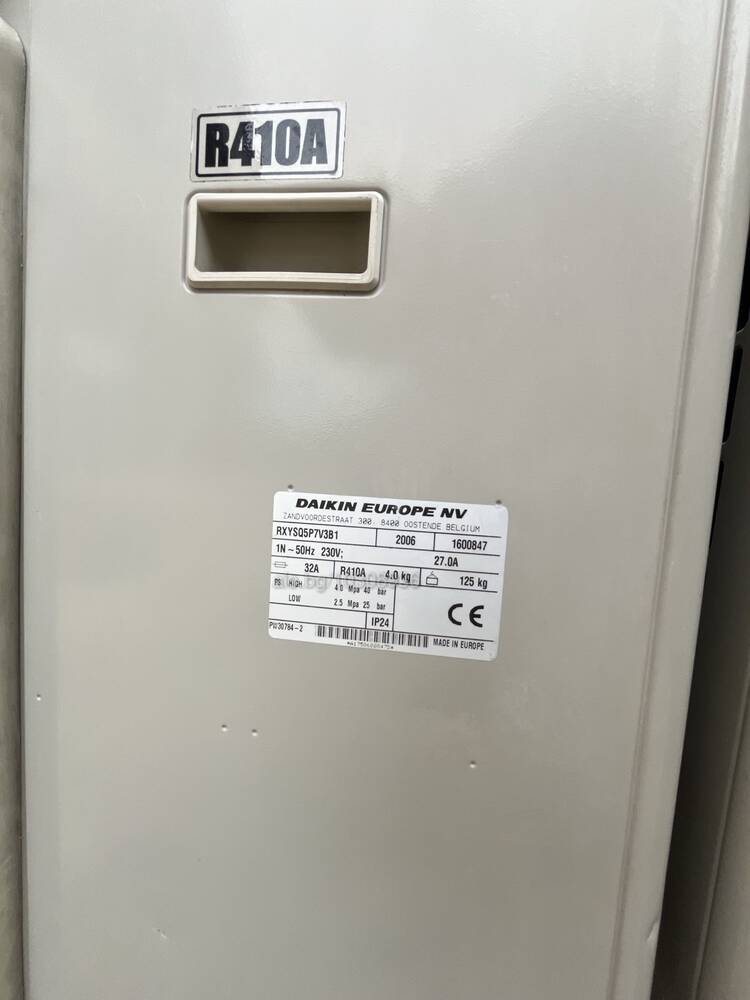 R410A
DAIKIN EUROPE NV
ZANDVOORDESTRAAT 300, 8400 OOSTENDE BELGIUM
RXYSQ5P7V3B1 2006 1600847
1N~50Hz 230V; 27.0A
32A R410A 4.0 kg 125 kg
PS HIGH 4.0 Mpa 40 bar
LOW 2.5 Mpa 25 bar
IP24 CE
PW30784-2 MADE IN EUROPE